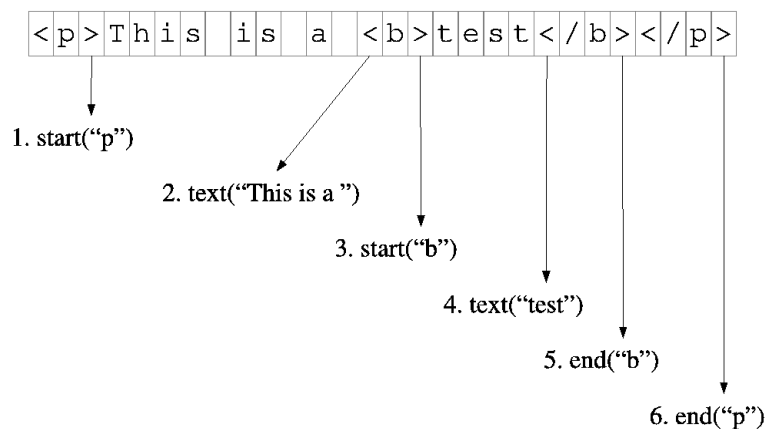 <p>This is a <b>test</b></p>
1. start(“p”)
2. text(“This is a ”)
3. start(“b”)
4. text(“test”)
5. end(“b”)
6. end(“p”)